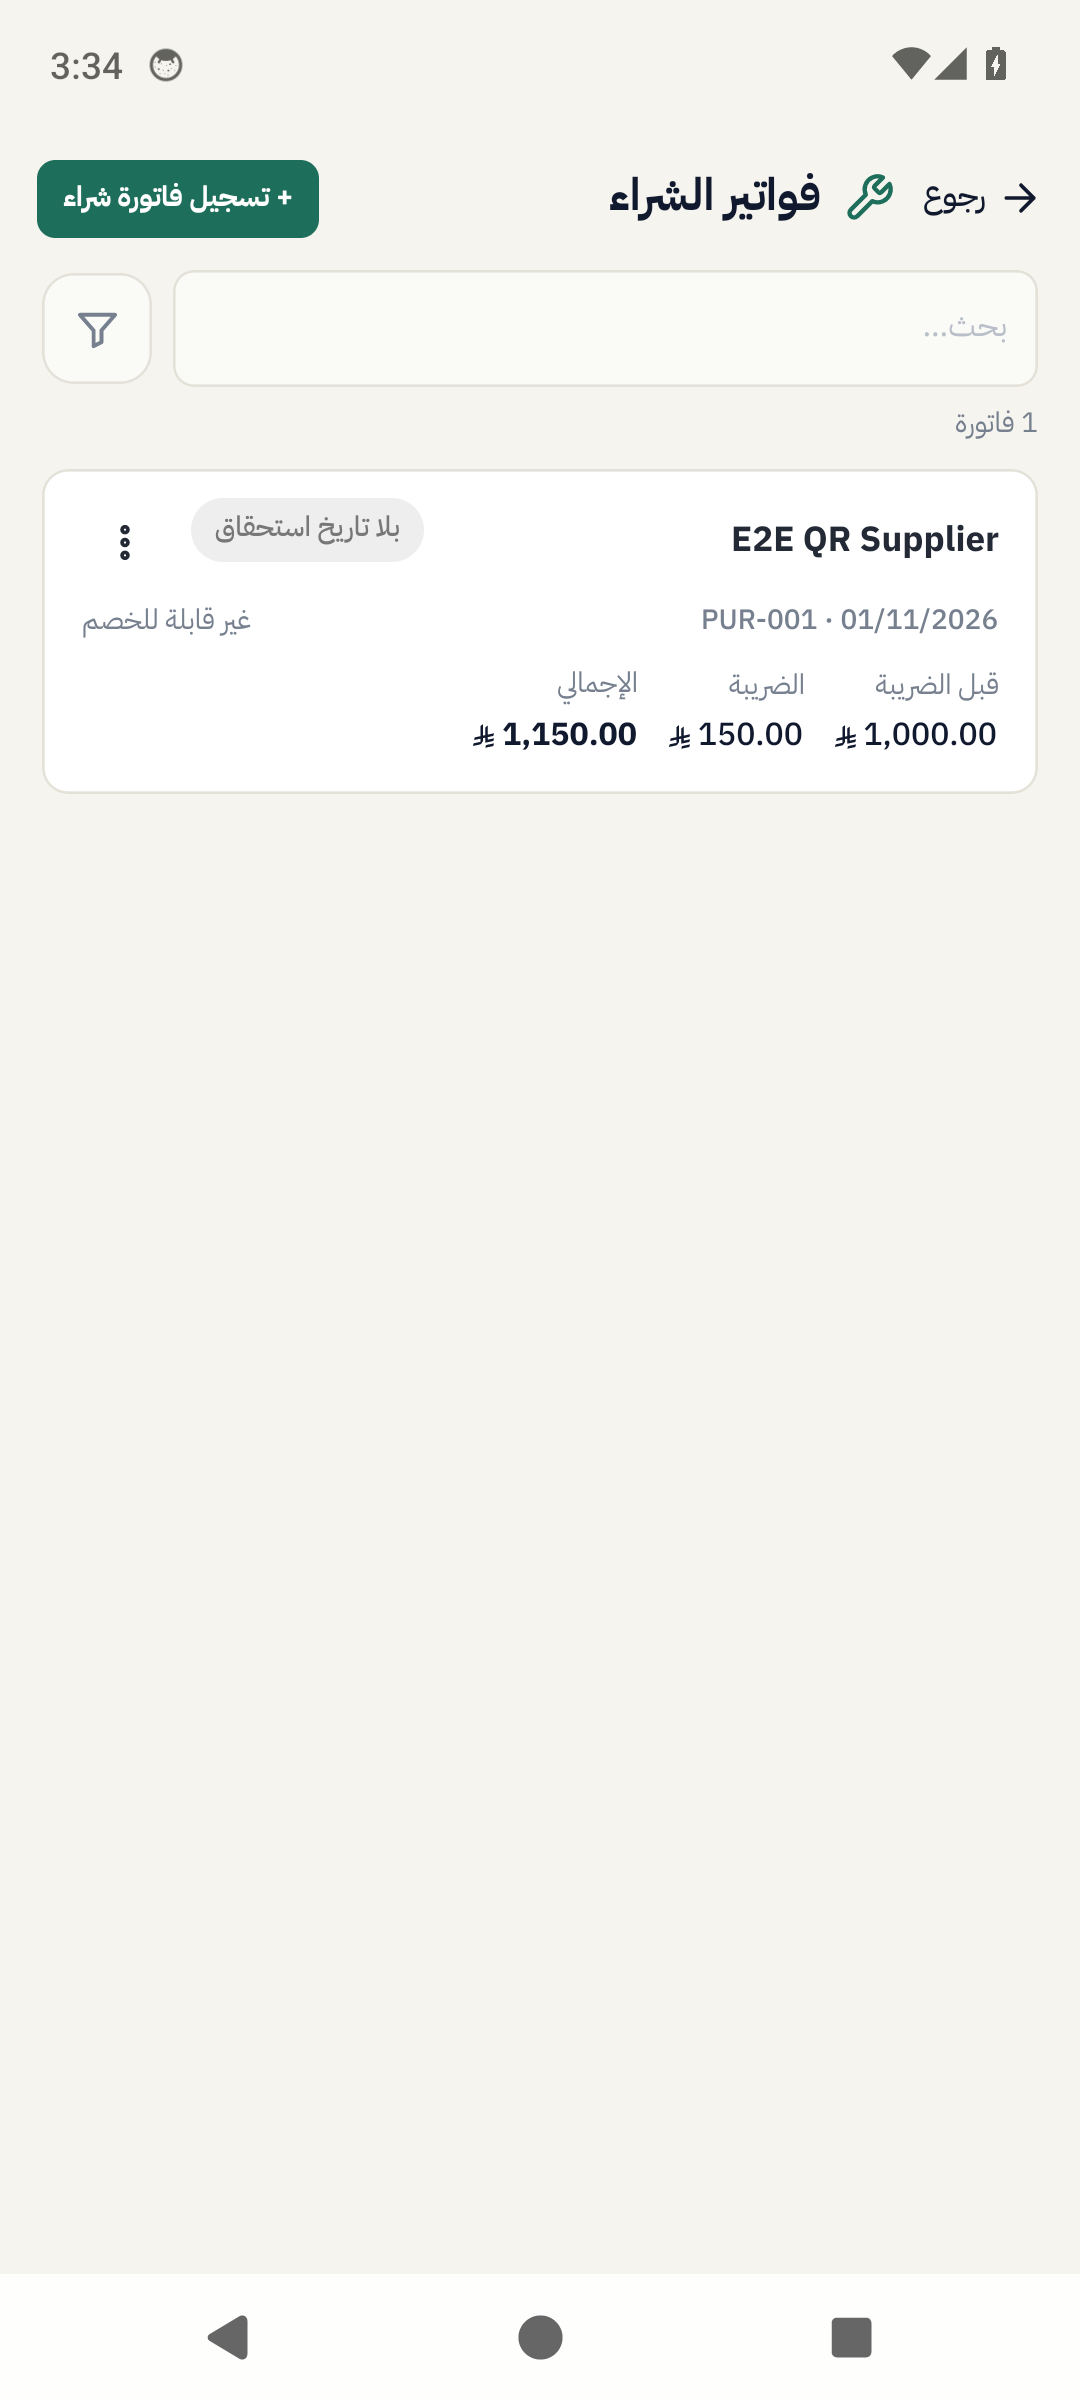 3:34
رجوع
فواتير الشراء
+ تسجيل فاتورة شراء
بحث...
1 فاتورة
E2E QR Supplier
بلا تاريخ استحقاق
PUR-001 · 01/11/2026
غير قابلة للخصم
قبل الضريبة الضريبة الإجمالي
1,000.00 ⃁ 150.00 ⃁ 1,150.00 ⃁